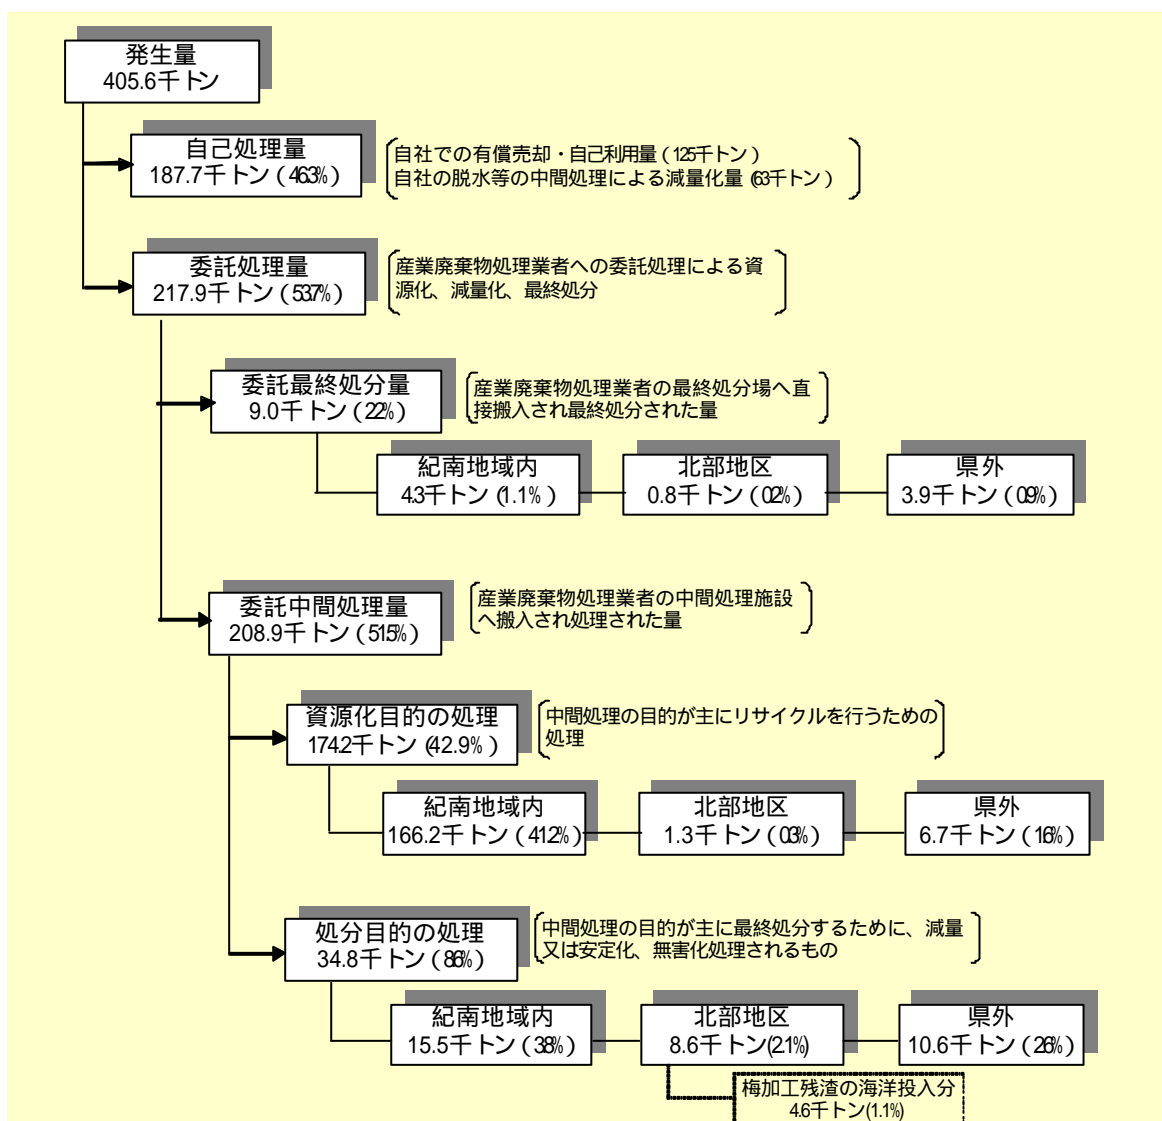 発生量
405.6千トン
自己処理量
187.7千トン（46.3%）
自社での有償売却・自己利用量（125千トン）
自社の脱水等の中間処理による減量化量（63千トン）
委託処理量
217.9千トン（53.7%）
産業廃棄物処理業者への委託処理による資
源化、減量化、最終処分
委託最終処分量
9.0千トン（2.2%）
産業廃棄物処理業者の最終処分場へ直
接搬入され最終処分された量
紀南地域内
4.3千トン（1.1%）
北部地区
0.8千トン（0.2%）
県外
3.9千トン（0.9%）
委託中間処理量
208.9千トン（51.5%）
産業廃棄物処理業者の中間処理施設
へ搬入され処理された量
資源化目的の処理
174.2千トン（42.9%）
中間処理の目的が主にリサイクルを行うための
処理
紀南地域内
166.2千トン（41.2%）
北部地区
1.3千トン（0.3%）
県外
6.7千トン（1.6%）
処分目的の処理
34.8千トン（8.6%）
中間処理の目的が主に最終処分するために、減量
又は安定化、無害化処理されるもの
紀南地域内
15.5千トン（3.8%）
北部地区
8.6千トン(2.1%)
県外
10.6千トン（2.6%）
梅加工残渣の海洋投入分
4.6千トン(1.1%)